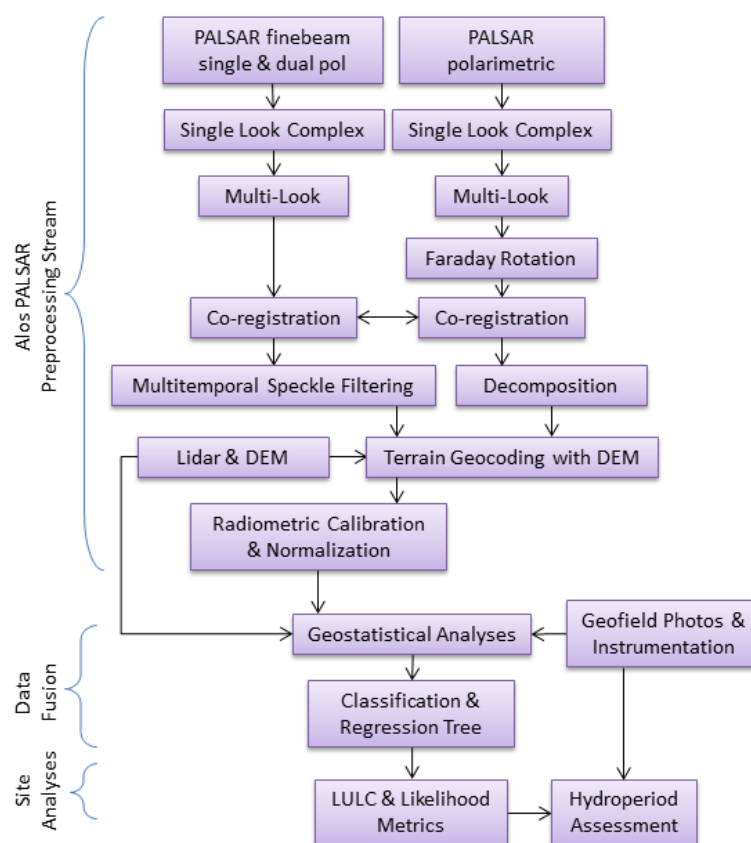 PALSAR finebeam
single & dual pol
PALSAR
polarimetric
Single Look Complex
Single Look Complex
Multi-Look
Multi-Look
Faraday Rotation
Co-registration
Co-registration
Multitemporal Speckle Filtering
Decomposition
Lidar & DEM
Terrain Geocoding with DEM
Radiometric Calibration
& Normalization
Alos PALSAR
Preprocessing Stream
Geostatistical Analyses
Geofield Photos &
Instrumentation
Classification &
Regression Tree
Data
Fusion
LULC & Likelihood
Metrics
Hydroperiod
Assessment
Site
Analyses